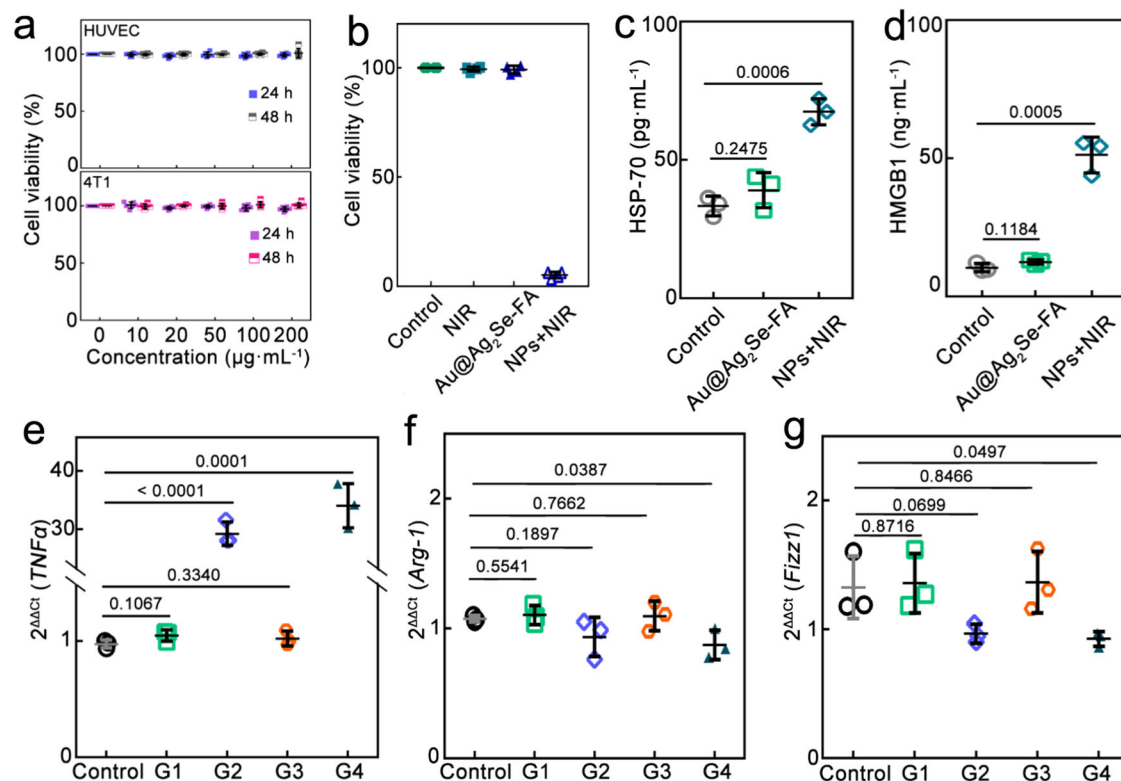 a
HUVEC
100
50
0
24 h
48 h
4T1
100
50
0
24 h
48 h
0 10 20 50 100 200
Concentration (µg·mL⁻¹)
Cell viability (%)
b
Cell viability (%)
100
50
0
Control
NIR
Au@Ag₂Se-FA
NPs+NIR
c
HSP-70 (pg·mL⁻¹)
100
50
0
0.0006
0.2475
Control
Au@Ag₂Se-FA
NPs+NIR
d
HMGB1 (ng·mL⁻¹)
100
50
0
0.0005
0.1184
Control
Au@Ag₂Se-FA
NPs+NIR
e
2^ΔΔCt (TNFα)
40
30
1
0
0.0001
< 0.0001
0.3340
0.1067
Control G1 G2 G3 G4
f
2^ΔΔCt (Arg-1)
2
1
0
0.0387
0.7662
0.1897
0.5541
Control G1 G2 G3 G4
g
2^ΔΔCt (Fizz1)
2
1
0
0.0497
0.8466
0.0699
0.8716
Control G1 G2 G3 G4